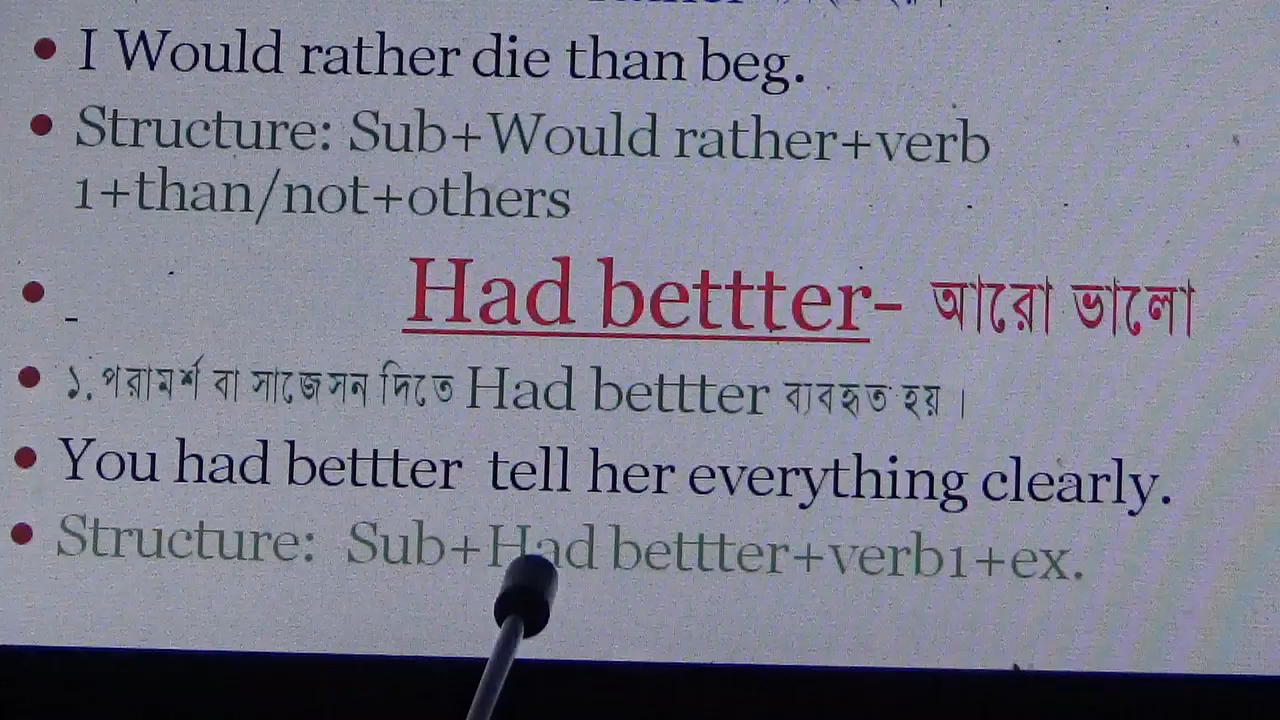 • I Would rather die than beg.
• Structure: Sub+Would rather+verb
1+than/not+others
• - Had bettter- আরো ভালো
• ১. পরামর্শ বা সাজেসন দিতে Had bettter ব্যবহৃত হয় ।
• You had bettter tell her everything clearly.
• Structure: Sub+Had bettter+verb1+ex.